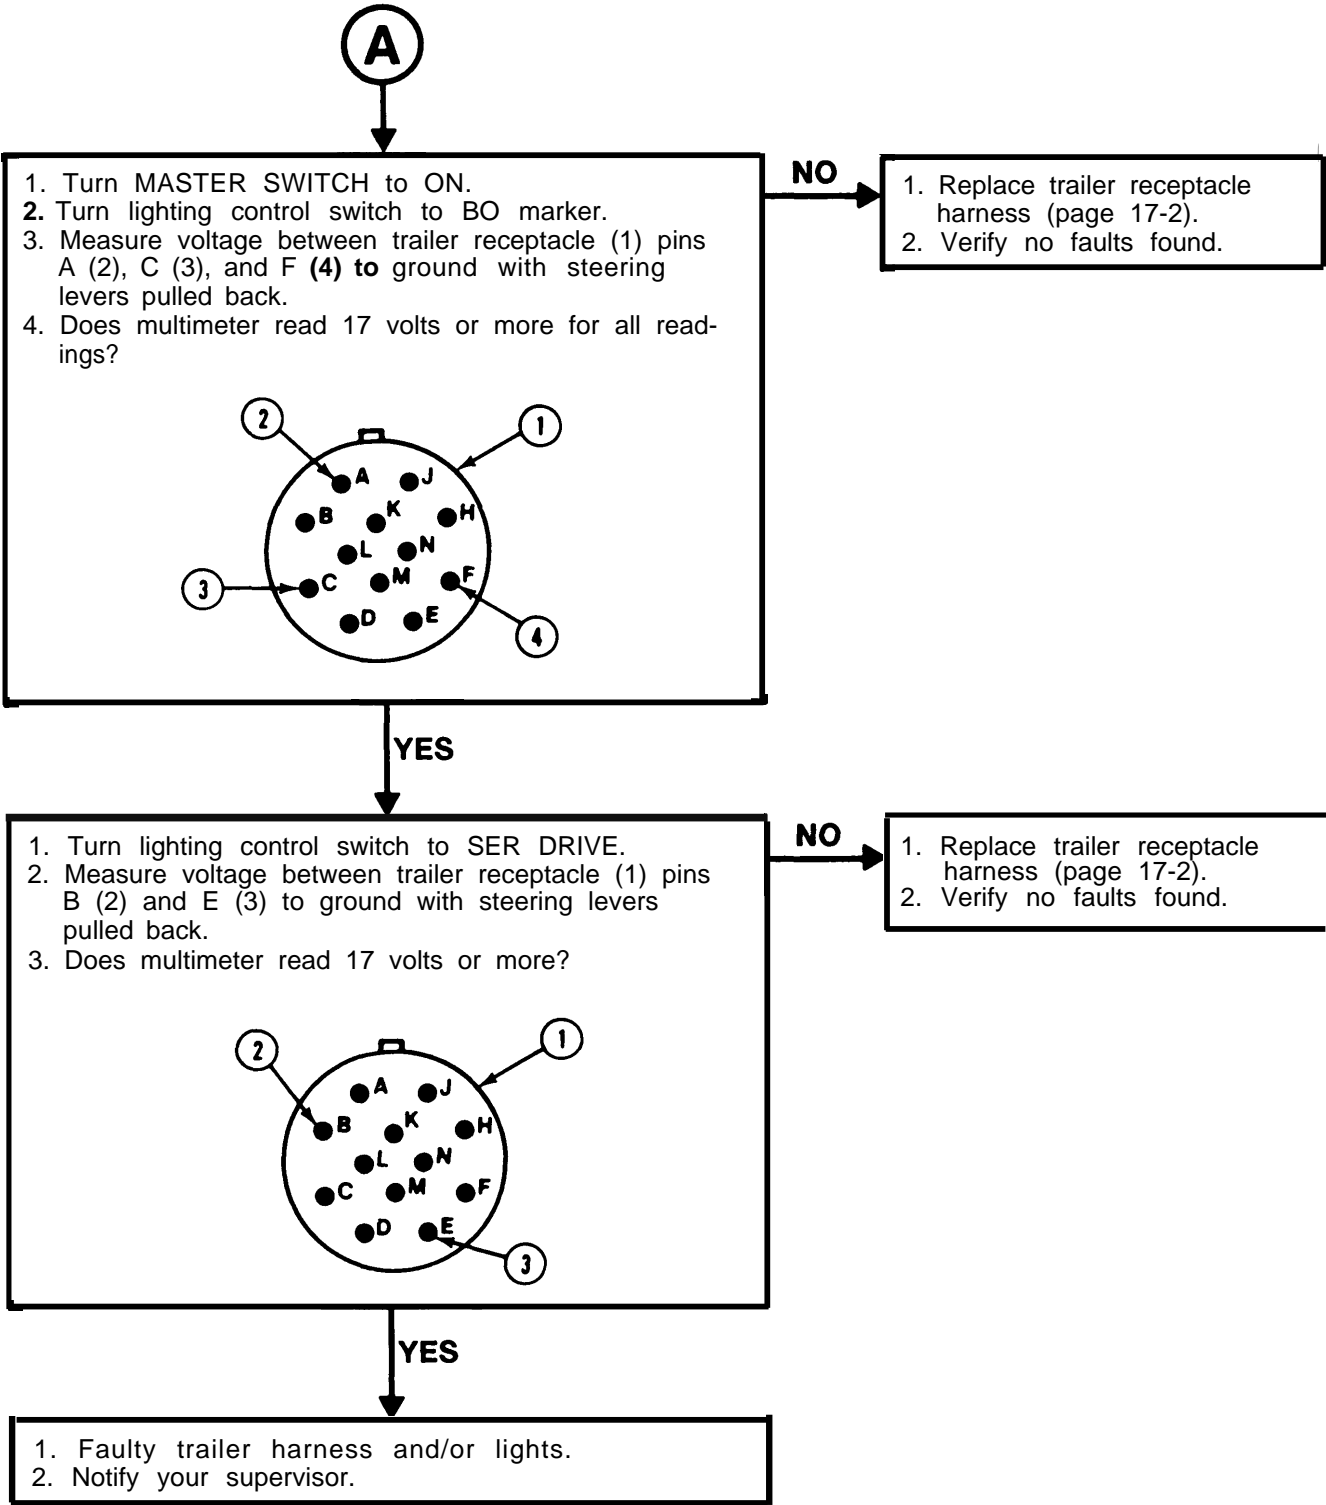 A
1. Turn MASTER SWITCH to ON.
2. Turn lighting control switch to BO marker.
3. Measure voltage between trailer receptacle (1) pins
A (2), C (3), and F (4) to ground with steering
levers pulled back.
4. Does multimeter read 17 volts or more for all read-
ings?
NO
1. Replace trailer receptacle
harness (page 17-2).
2. Verify no faults found.
2
1
A
J
B
K
H
L
N
3
C
M
F
D
E
4
YES
1. Turn lighting control switch to SER DRIVE.
2. Measure voltage between trailer receptacle (1) pins
B (2) and E (3) to ground with steering levers
pulled back.
3. Does multimeter read 17 volts or more?
NO
1. Replace trailer receptacle
harness (page 17-2).
2. Verify no faults found.
2
1
A
J
B
K
H
L
N
C
M
F
D
E
3
YES
1. Faulty trailer harness and/or lights.
2. Notify your supervisor.